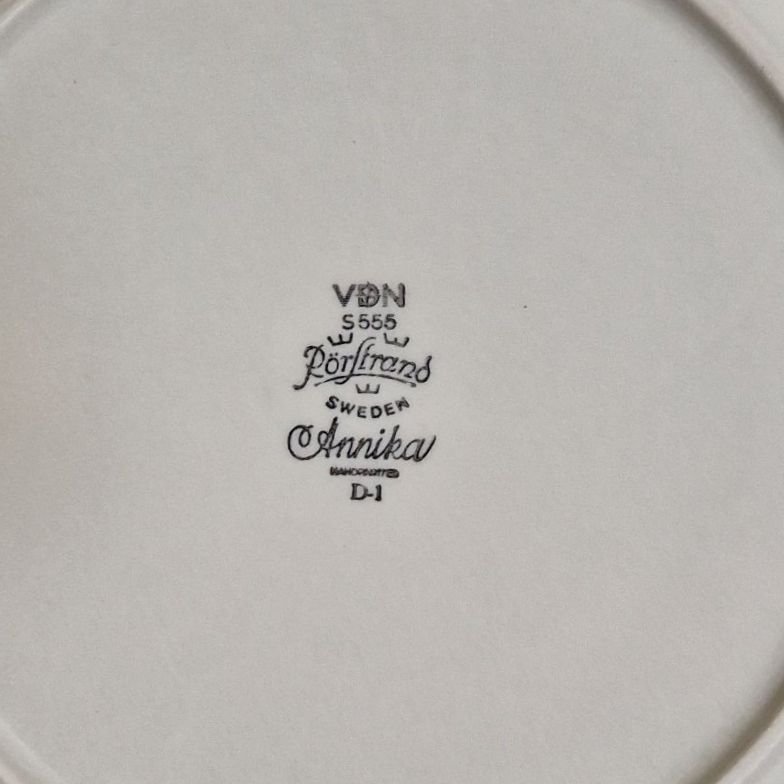 VDN
S555
Rörstrand
SWEDEN
Annika
HANDPAINTED
D-1